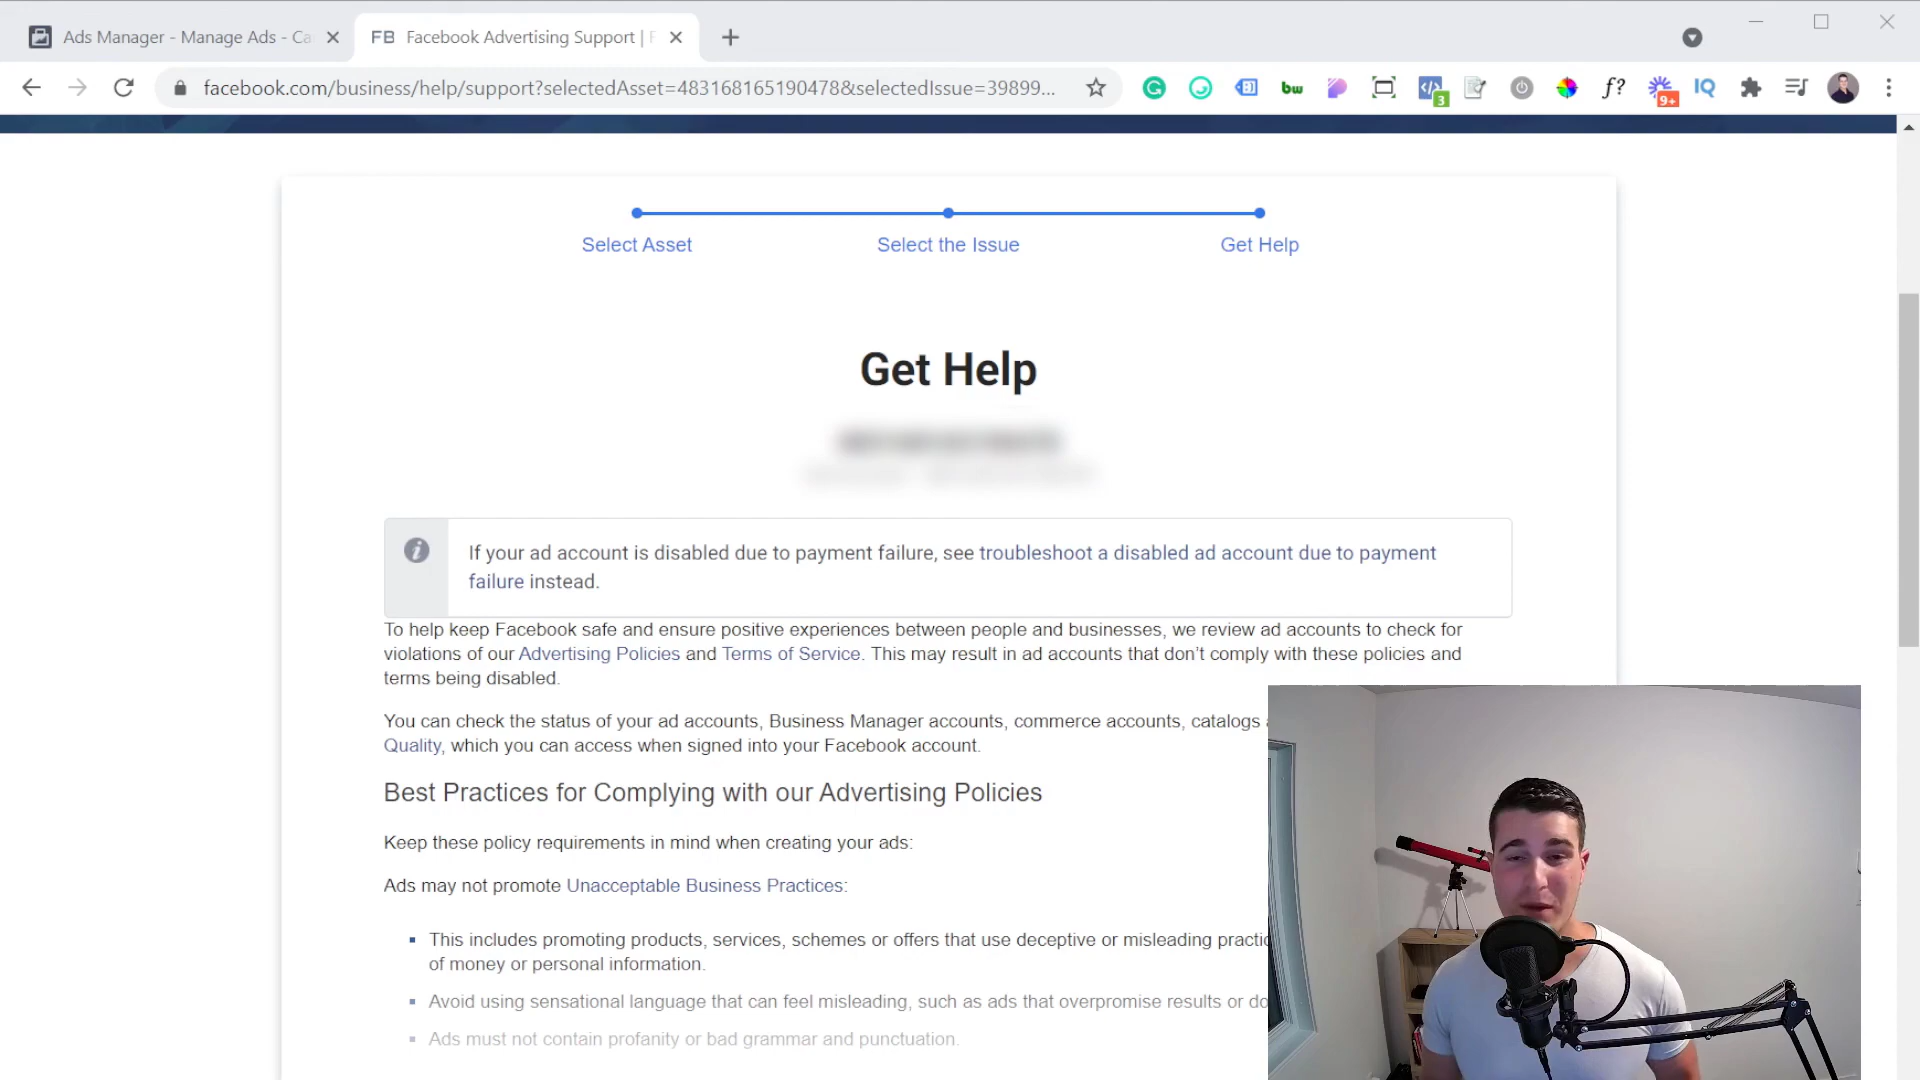 Ads Manager - Manage Ads - Ca
FB Facebook Advertising Support | F
facebook.com/business/help/support?selectedAsset=483168165190478&selectedIssue=39899...
bw
3
f?
9+
IQ
Select Asset
Select the Issue
Get Help
Get Help
If your ad account is disabled due to payment failure, see troubleshoot a disabled ad account due to payment
failure instead.
To help keep Facebook safe and ensure positive experiences between people and businesses, we review ad accounts to check for
violations of our Advertising Policies and Terms of Service. This may result in ad accounts that don't comply with these policies and
terms being disabled.
You can check the status of your ad accounts, Business Manager accounts, commerce accounts, catalogs
Quality, which you can access when signed into your Facebook account.
Best Practices for Complying with our Advertising Policies
Keep these policy requirements in mind when creating your ads:
Ads may not promote Unacceptable Business Practices:
This includes promoting products, services, schemes or offers that use deceptive or misleading practic
of money or personal information.
Avoid using sensational language that can feel misleading, such as ads that overpromise results or do
Ads must not contain profanity or bad grammar and punctuation.